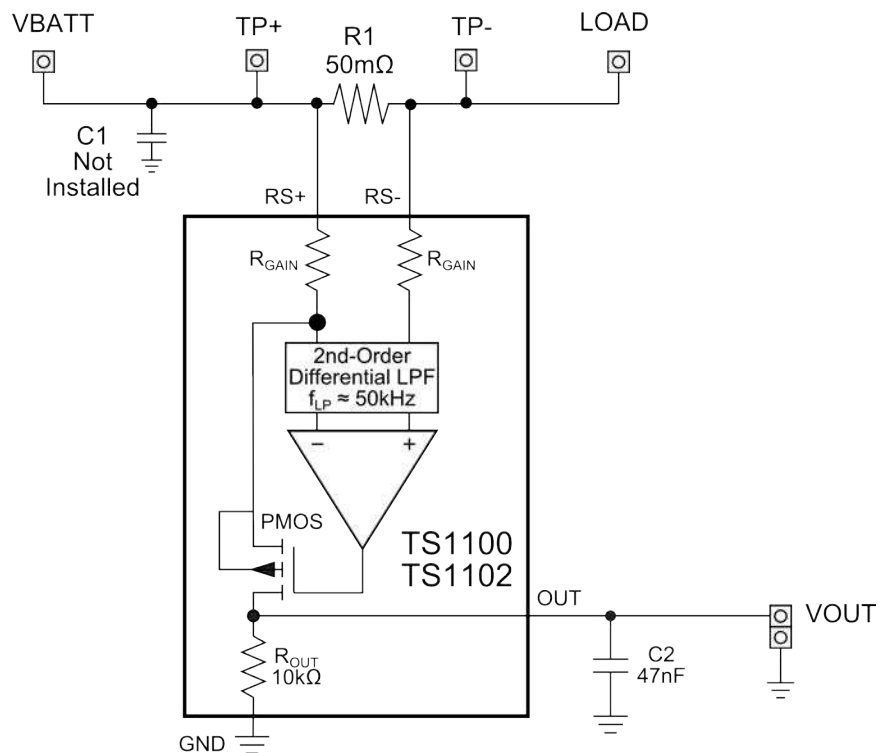 VBATT
TP+
R1
50mΩ
TP-
LOAD
C1
Not
Installed
RS+
RS-
RGAIN
RGAIN
2nd-Order
Differential LPF
fLP ≈ 50kHz
−
+
PMOS
TS1100
TS1102
OUT
VOUT
ROUT
10kΩ
C2
47nF
GND